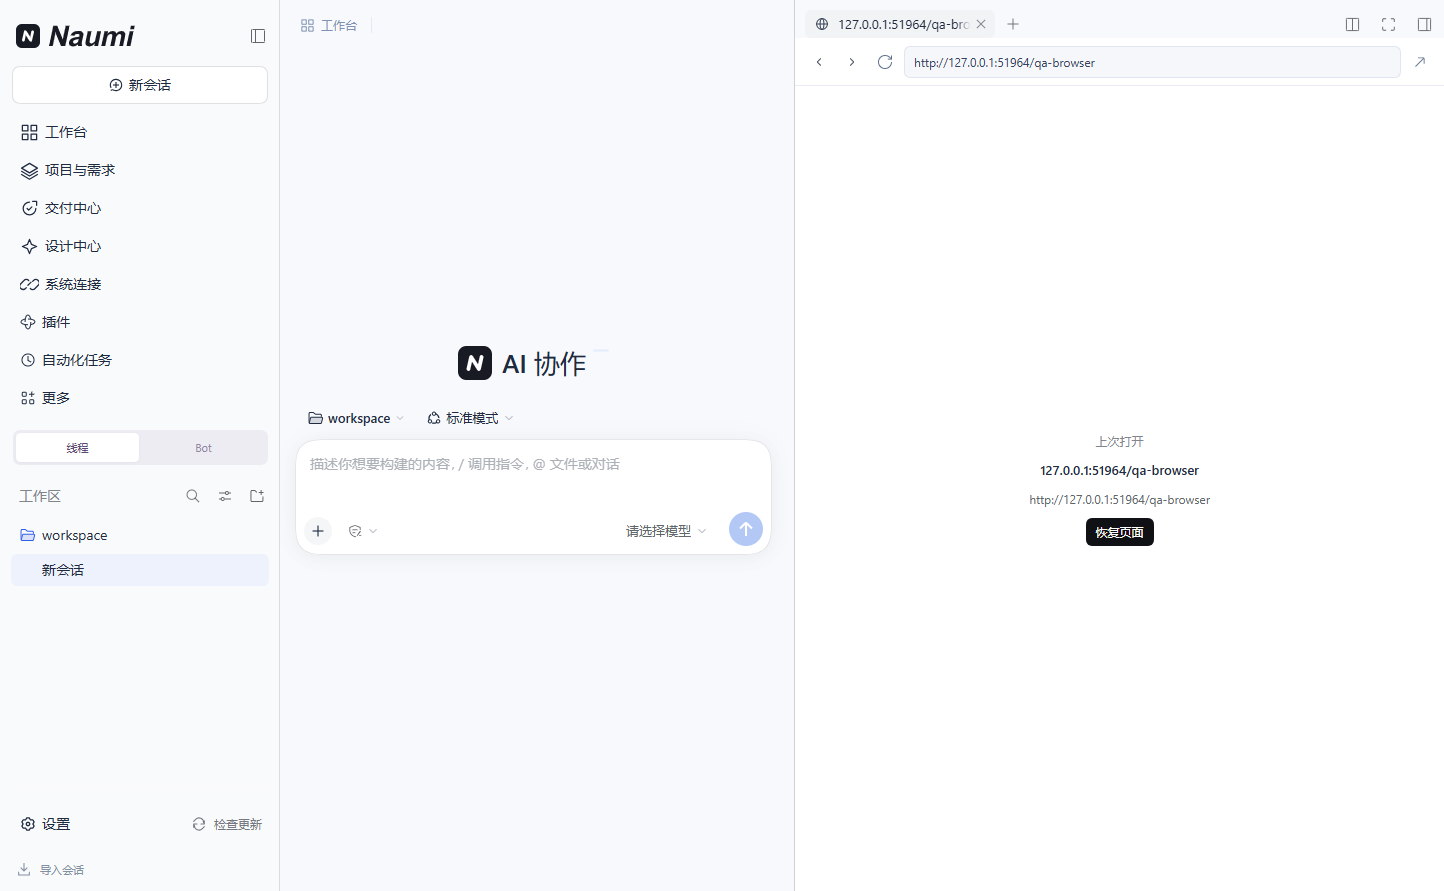 Naumi
新会话
工作台
项目与需求
交付中心
设计中心
系统连接
插件
自动化任务
更多
线程 Bot
工作区
workspace
新会话
设置 检查更新
导入会话
工作台
N AI 协作
workspace 标准模式
描述你想要构建的内容, / 调用指令, @ 文件或对话
请选择模型
127.0.0.1:51964/qa-bro
http://127.0.0.1:51964/qa-browser
上次打开
127.0.0.1:51964/qa-browser
http://127.0.0.1:51964/qa-browser
恢复页面